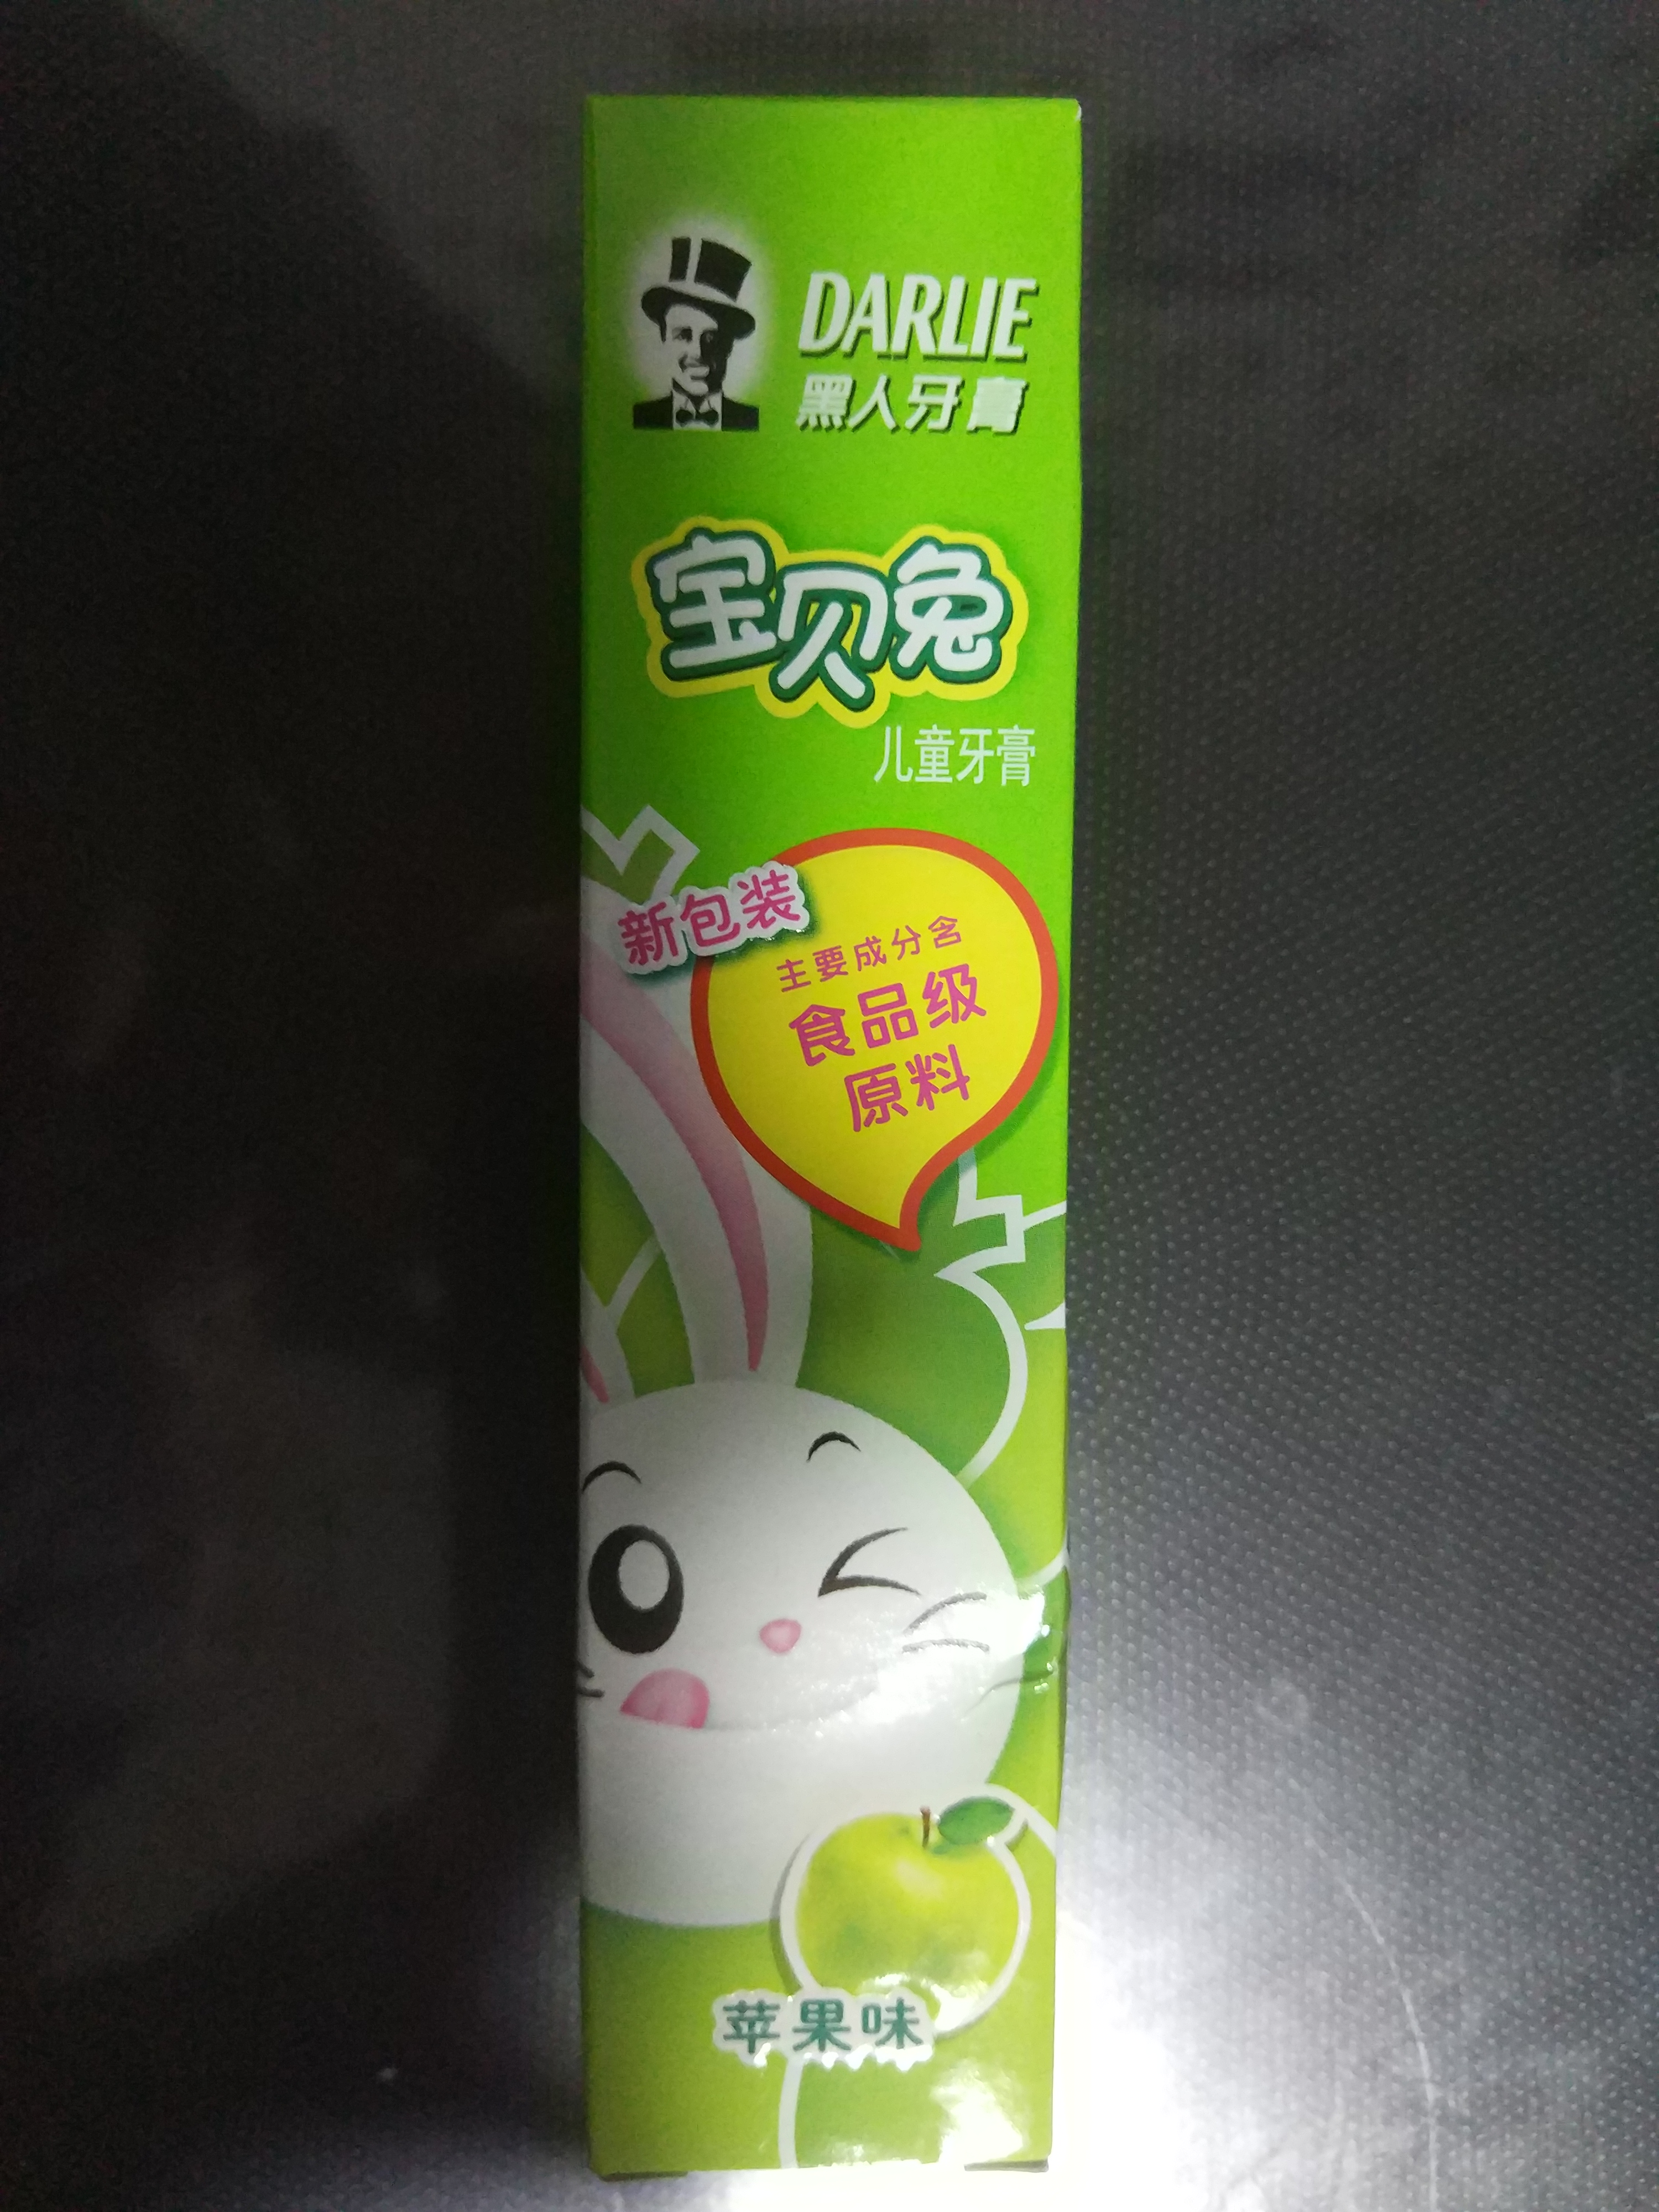 DARLIE
黑人牙膏
宝贝兔
儿童牙膏
新包装
主要成分含
食品级
原料
苹果味